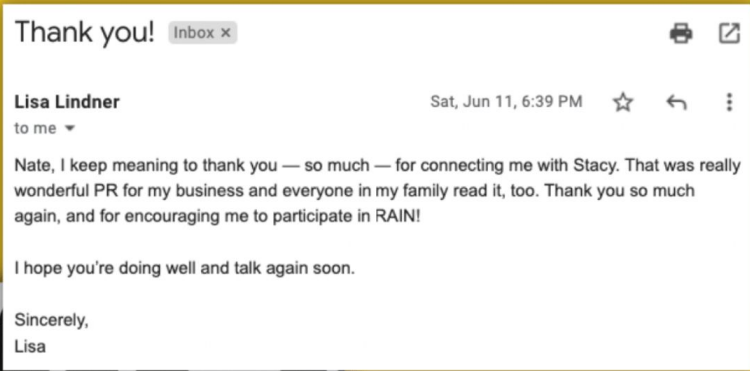 Thank you! Inbox ×
Lisa Lindner Sat, Jun 11, 6:39 PM
to me
Nate, I keep meaning to thank you — so much — for connecting me with Stacy. That was really
wonderful PR for my business and everyone in my family read it, too. Thank you so much
again, and for encouraging me to participate in RAIN!
I hope you're doing well and talk again soon.
Sincerely,
Lisa